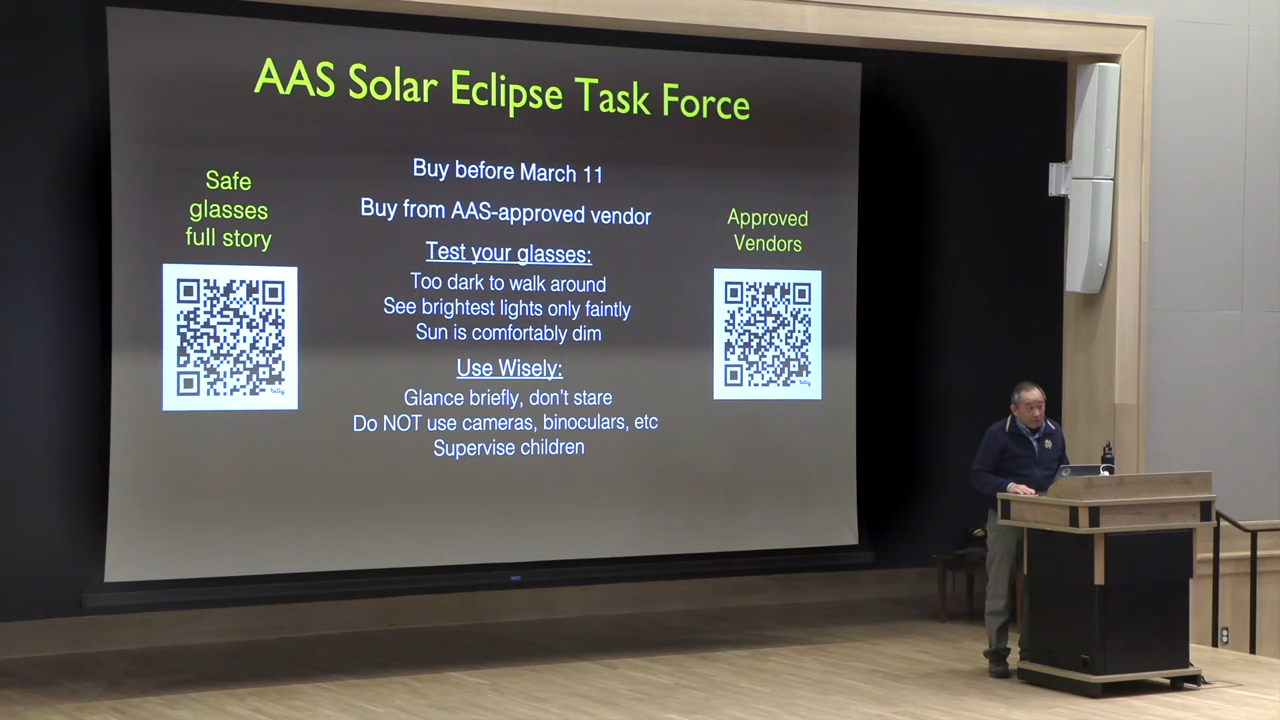 AAS Solar Eclipse Task Force
Safe
glasses
full story
Buy before March 11
Buy from AAS-approved vendor
Test your glasses:
Too dark to walk around
See brightest lights only faintly
Sun is comfortably dim
Use Wisely:
Glance briefly, don't stare
Do NOT use cameras, binoculars, etc
Supervise children
Approved
Vendors
bitly
bitly